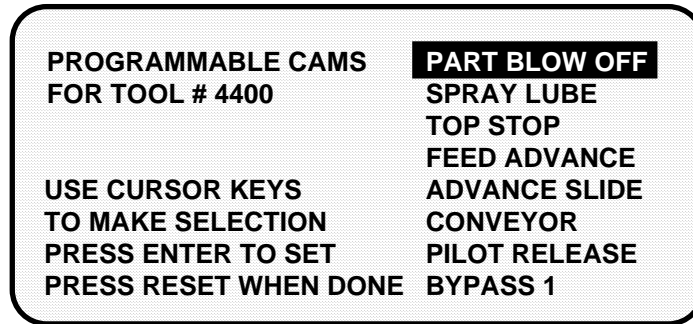 PROGRAMMABLE CAMS PART BLOW OFF
FOR TOOL # 4400 SPRAY LUBE
TOP STOP
FEED ADVANCE
USE CURSOR KEYS ADVANCE SLIDE
TO MAKE SELECTION CONVEYOR
PRESS ENTER TO SET PILOT RELEASE
PRESS RESET WHEN DONE BYPASS 1